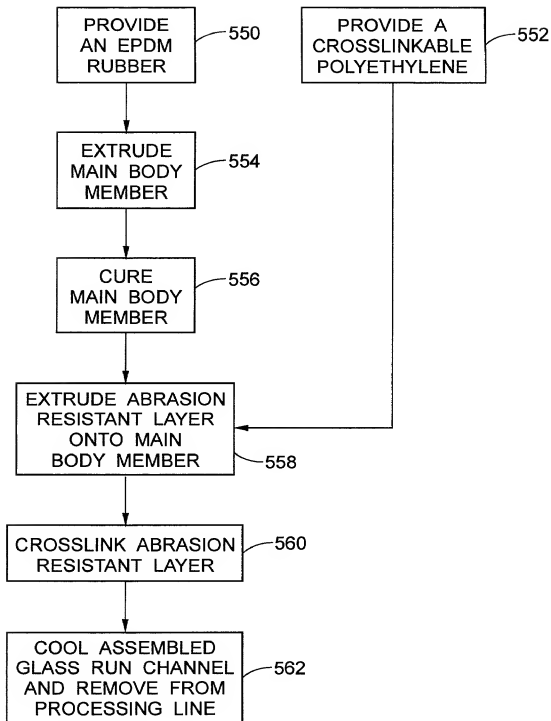 PROVIDE
AN EPDM
RUBBER
550
PROVIDE A
CROSSLINKABLE
POLYETHYLENE
552
EXTRUDE
MAIN BODY
MEMBER
554
CURE
MAIN BODY
MEMBER
556
EXTRUDE ABRASION
RESISTANT LAYER
ONTO MAIN
BODY MEMBER
558
CROSSLINK ABRASION
RESISTANT LAYER
560
COOL ASSEMBLED
GLASS RUN CHANNEL
AND REMOVE FROM
PROCESSING LINE
562